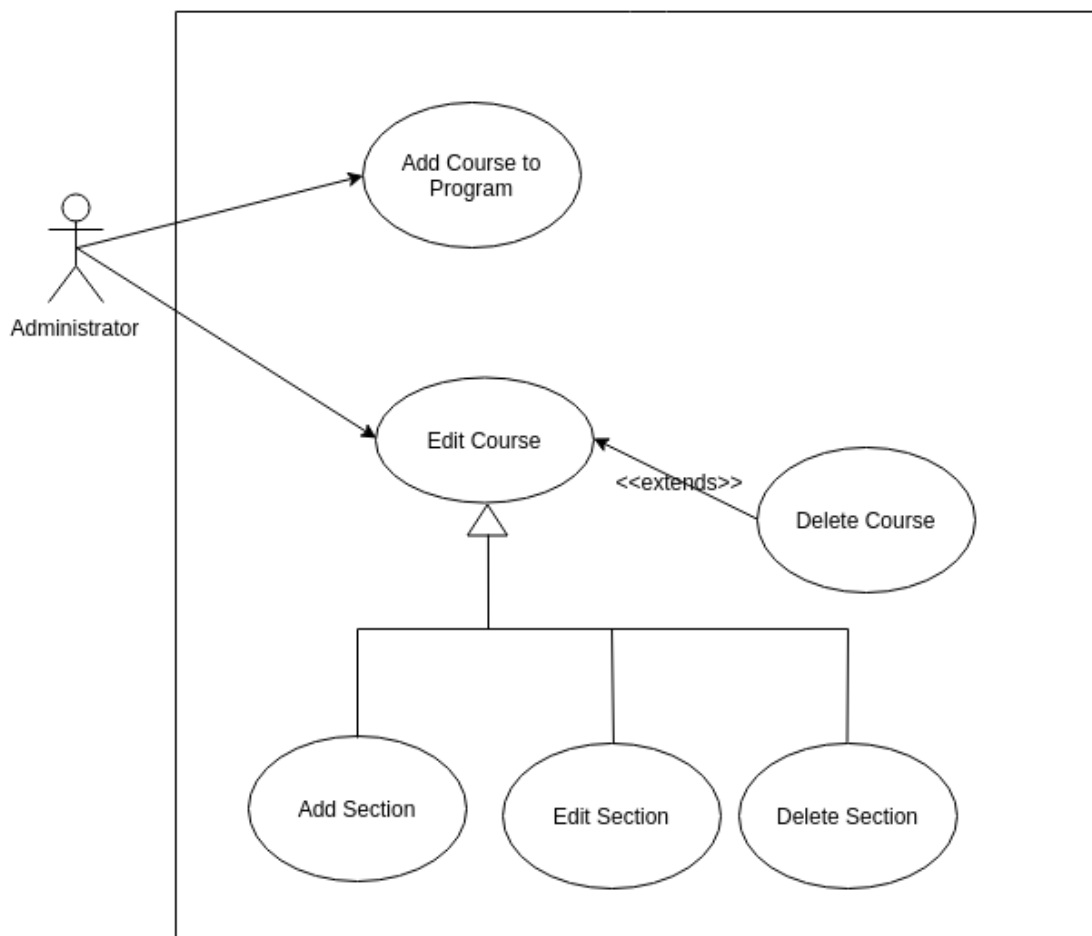 Add Course to
Program
Administrator
Edit Course
<<extends>>
Delete Course
Add Section
Edit Section
Delete Section